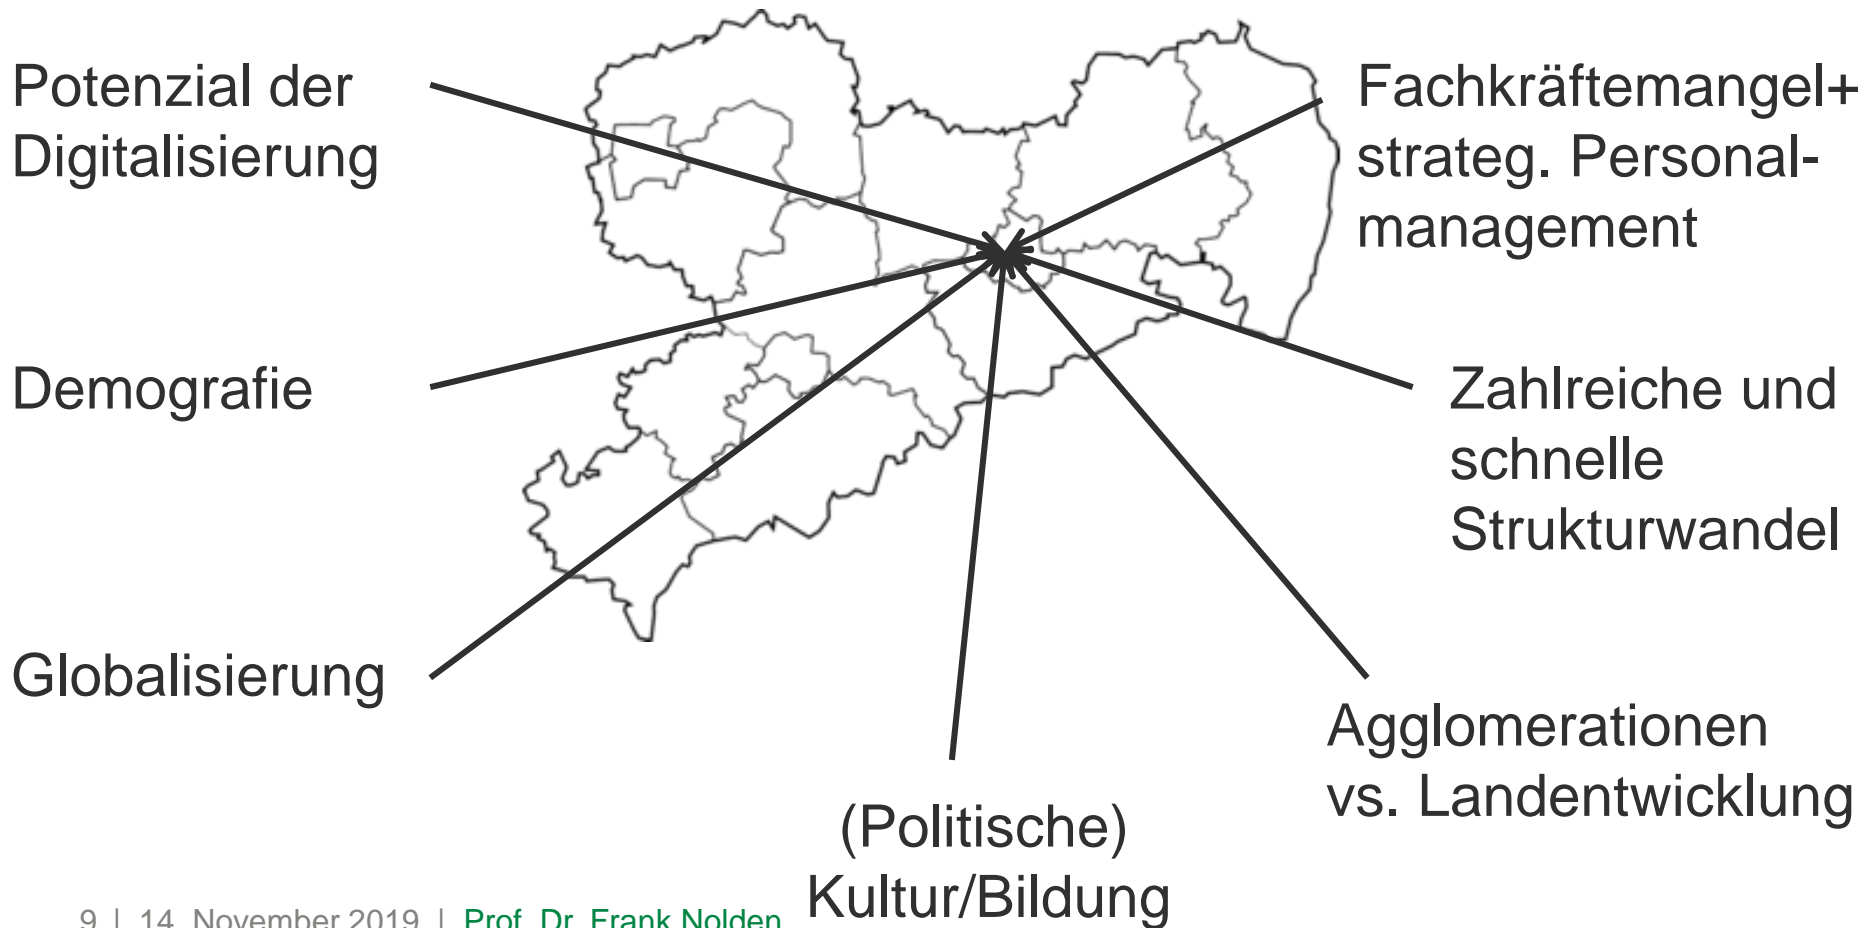 Potenzial der
Digitalisierung
Demografie
Globalisierung
(Politische)
Kultur/Bildung
Agglomerationen
vs. Landentwicklung
Zahlreiche und
schnelle
Strukturwandel
Fachkräftemangel+
strateg. Personal-
management
9 | 14. November 2019 | Prof. Dr. Frank Nolden